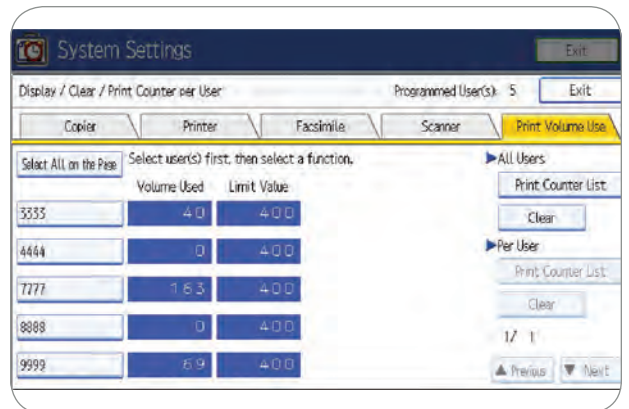 System Settings
Exit
Display / Clear / Print Counter per User
Programmed User(s): 5
Exit
Copier
Printer
Facsimile
Scanner
Print Volume Use
Select All on the Page
Select user(s) first, then select a function.
Volume Used Limit Value
3333 40 400
4444 0 400
7777 163 400
8888 0 400
9999 69 400
▶All Users
Print Counter List
Clear
▶Per User
Print Counter List
Clear
1/ 1
▲ Previous ▼ Next